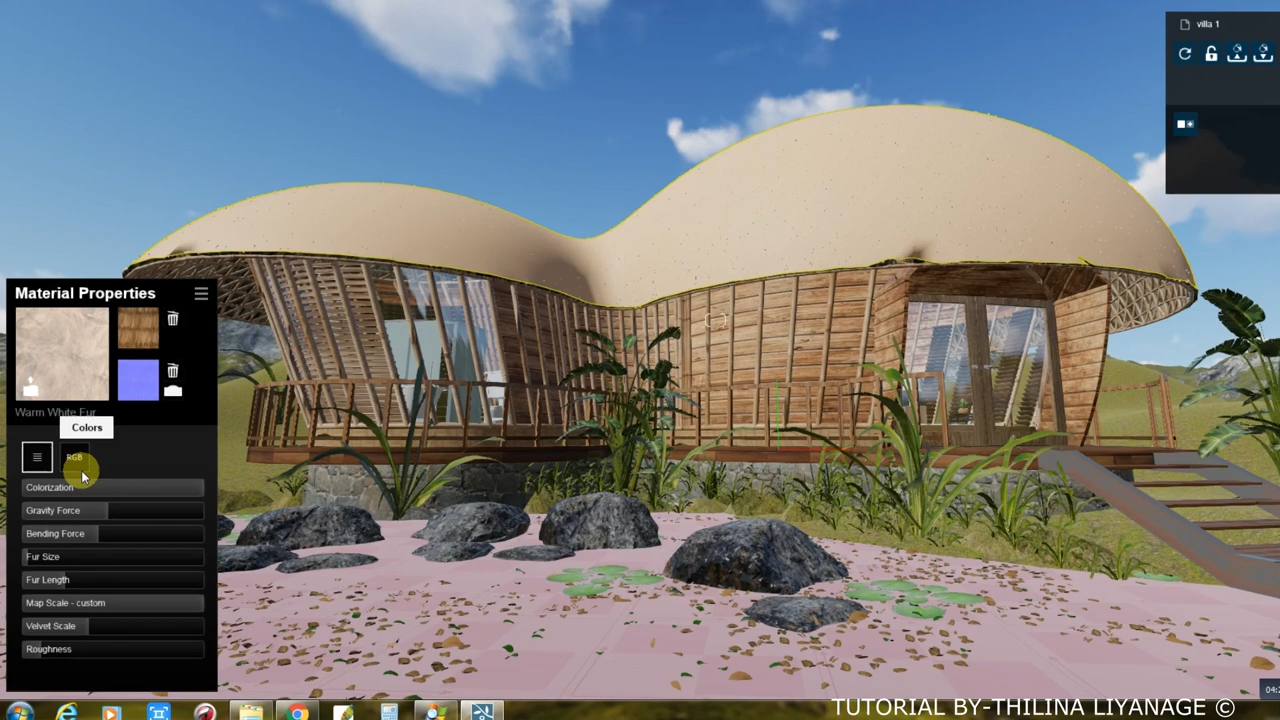 villa 1
Material Properties
Warm White Fur
Colors
RGB
Colorization
Gravity Force
Bending Force
Fur Size
Fur Length
Map Scale - custom
Velvet Scale
Roughness
TUTORIAL BY-THILINA LIYANAGE ©